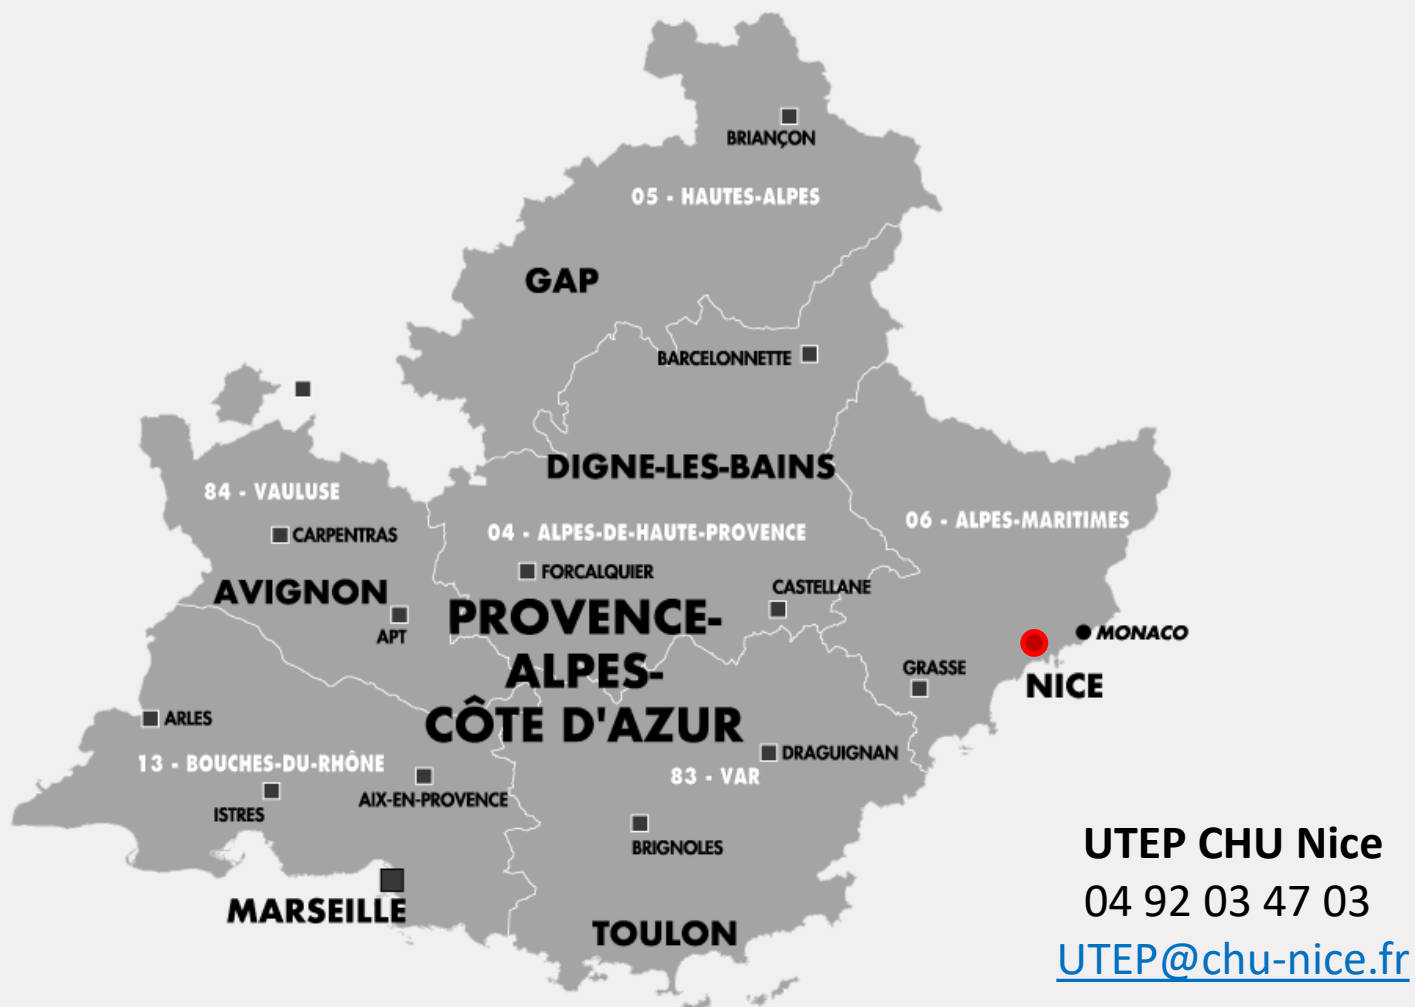 BRIANÇON
05 - HAUTES-ALPES
GAP
BARCELONNETTE
DIGNE-LES-BAINS
84 - VAULUSE
CARPENTRAS
04 - ALPES-DE-HAUTE-PROVENCE
06 - ALPES-MARITIMES
FORCALQUIER
CASTELLANE
AVIGNON
APT
PROVENCE-
ALPES-
CÔTE D'AZUR
MONACO
GRASSE
NICE
ARLES
13 - BOUCHES-DU-RHÔNE
DRAGUIGNAN
83 - VAR
ISTRES
AIX-EN-PROVENCE
BRIGNOLES
MARSEILLE
TOULON
UTEP CHU Nice
04 92 03 47 03
UTEP@chu-nice.fr